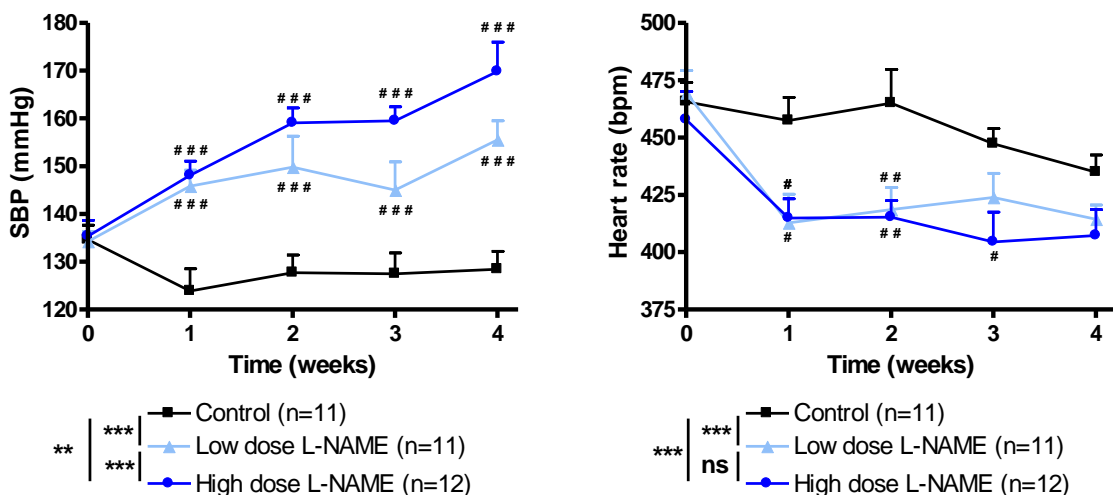 180
170
160
150
140
130
120
SBP (mmHg)
# # #
# # #
# # #
# # #
# # #
# # #
# # #
# # #
0 1 2 3 4
Time (weeks)
** *** ***
Control (n=11)
Low dose L-NAME (n=11)
High dose L-NAME (n=12)
500
475
450
425
400
375
Heart rate (bpm)
#
# #
#
# #
#
0 1 2 3 4
Time (weeks)
*** *** ns
Control (n=11)
Low dose L-NAME (n=11)
High dose L-NAME (n=12)